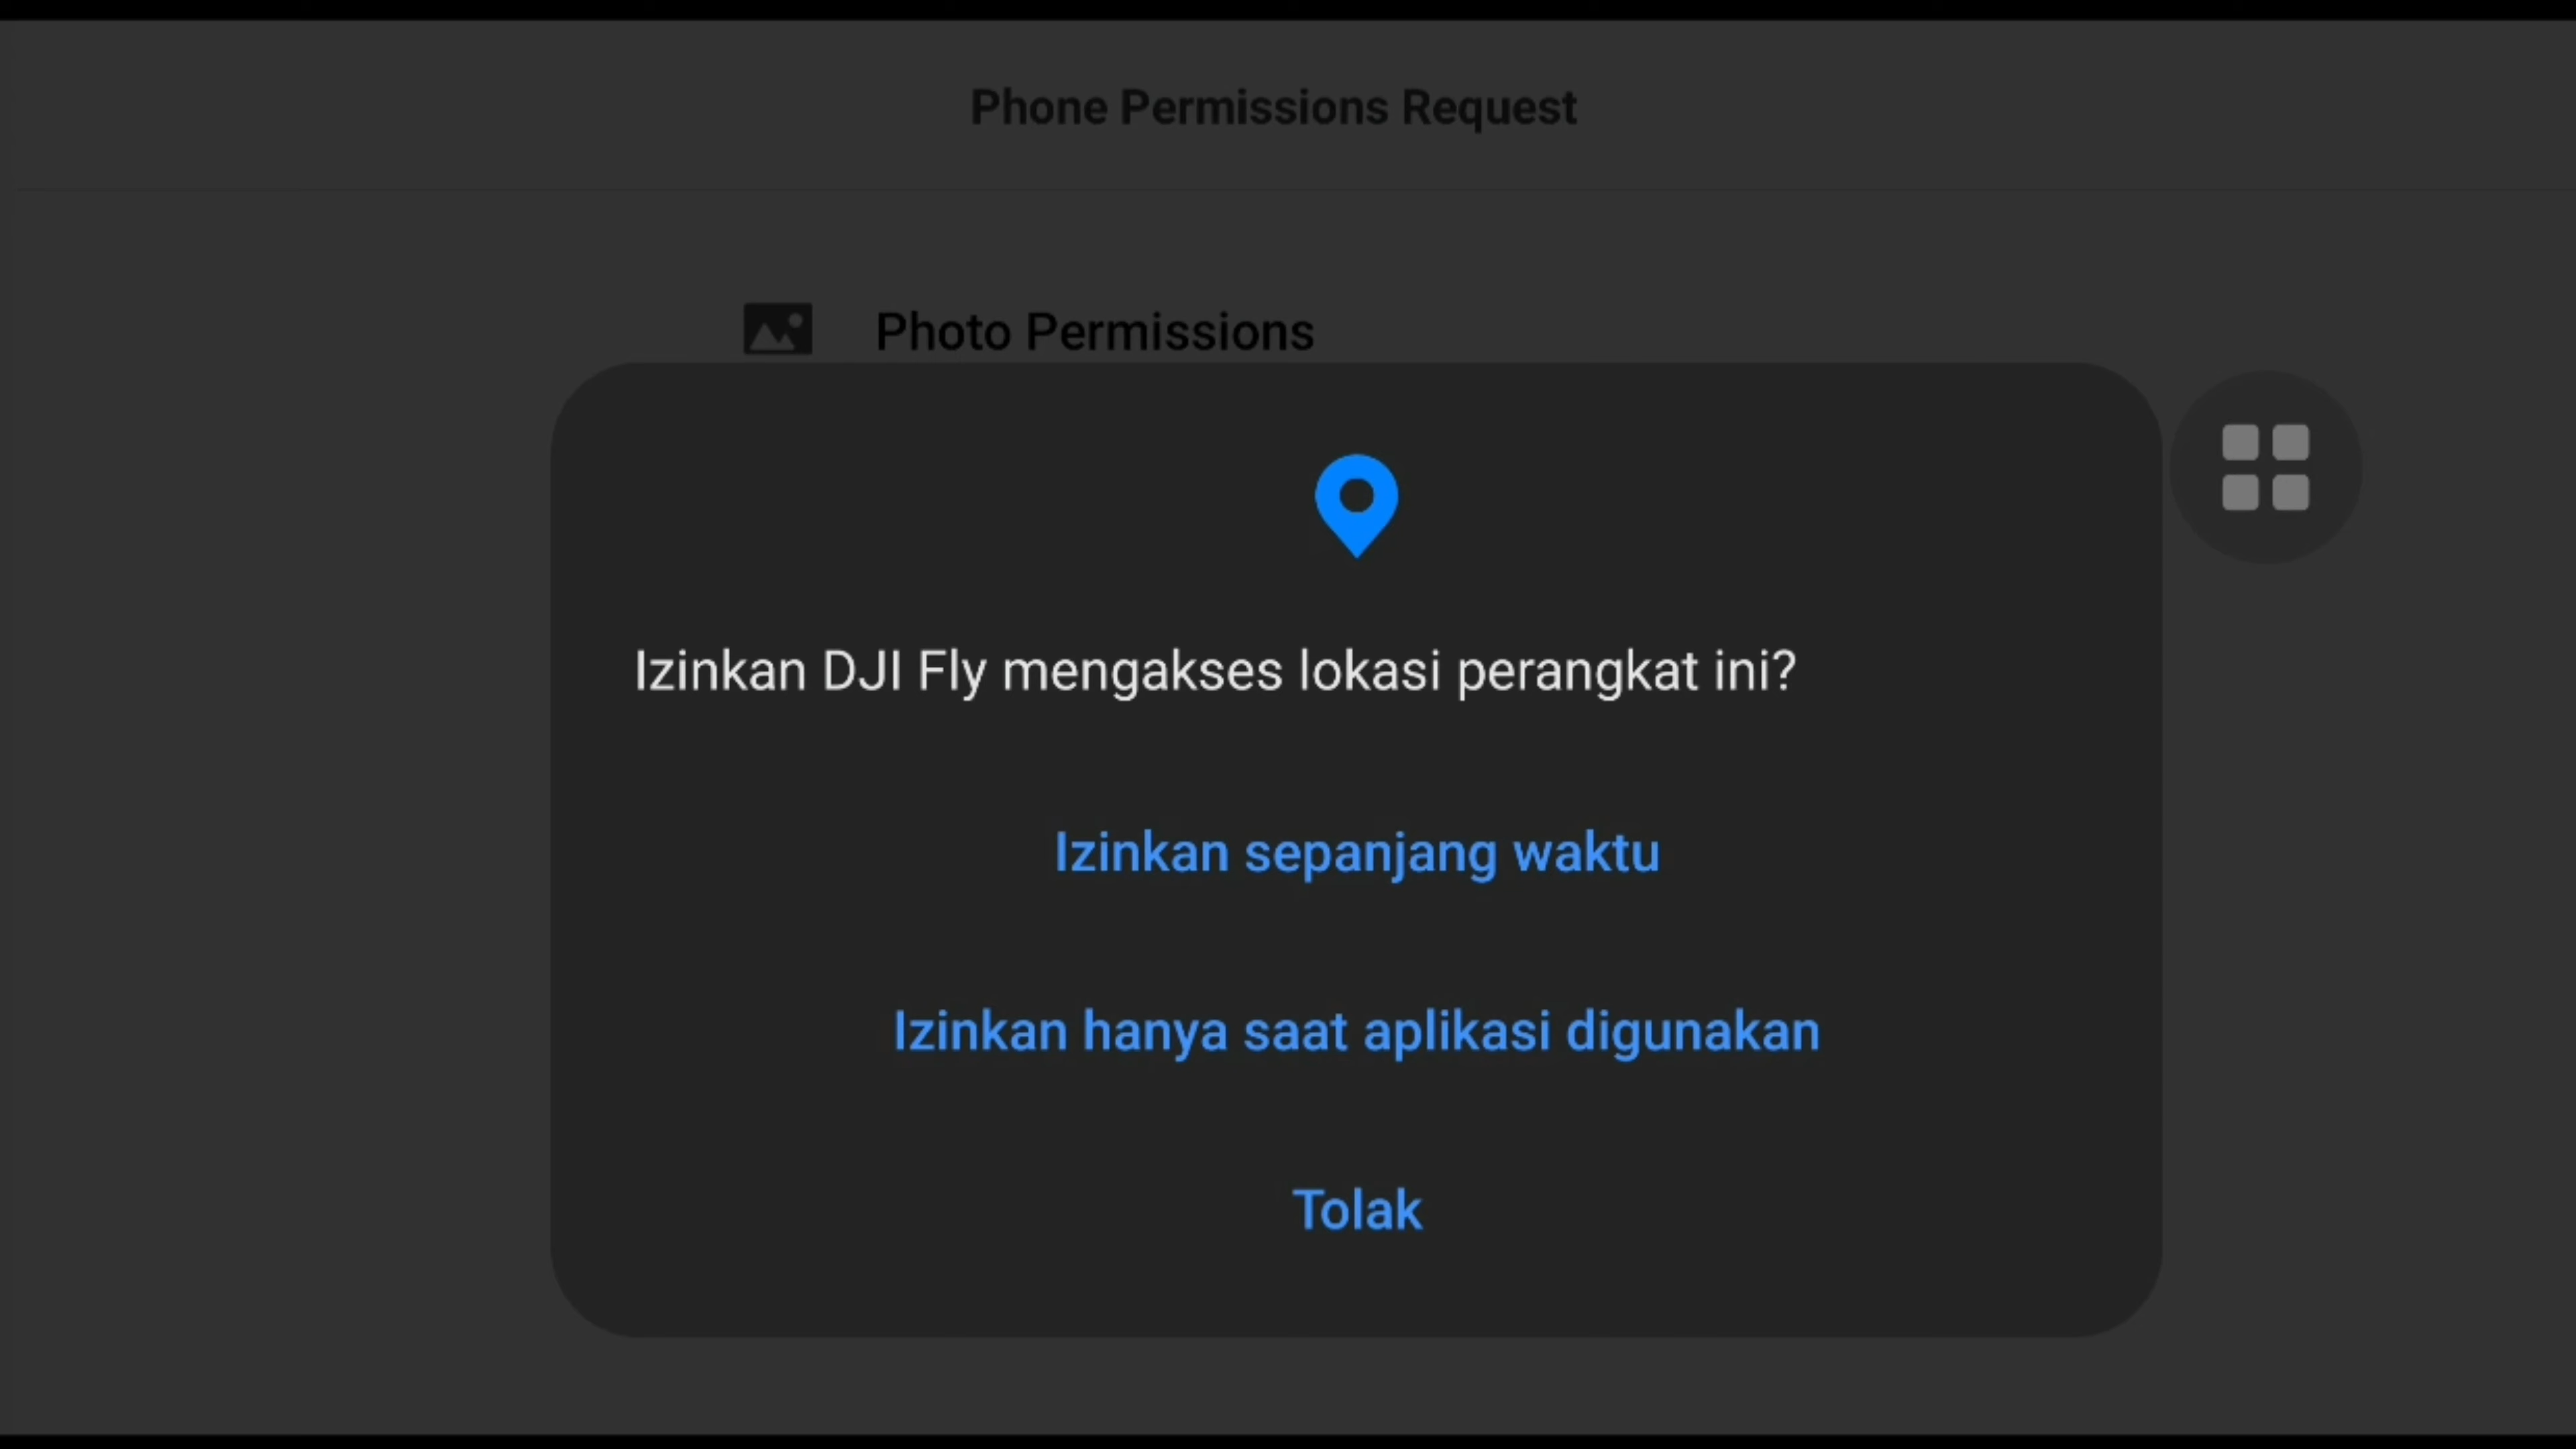 Phone Permissions Request
Photo Permissions
Izinkan DJI Fly mengakses lokasi perangkat ini?
Izinkan sepanjang waktu
Izinkan hanya saat aplikasi digunakan
Tolak